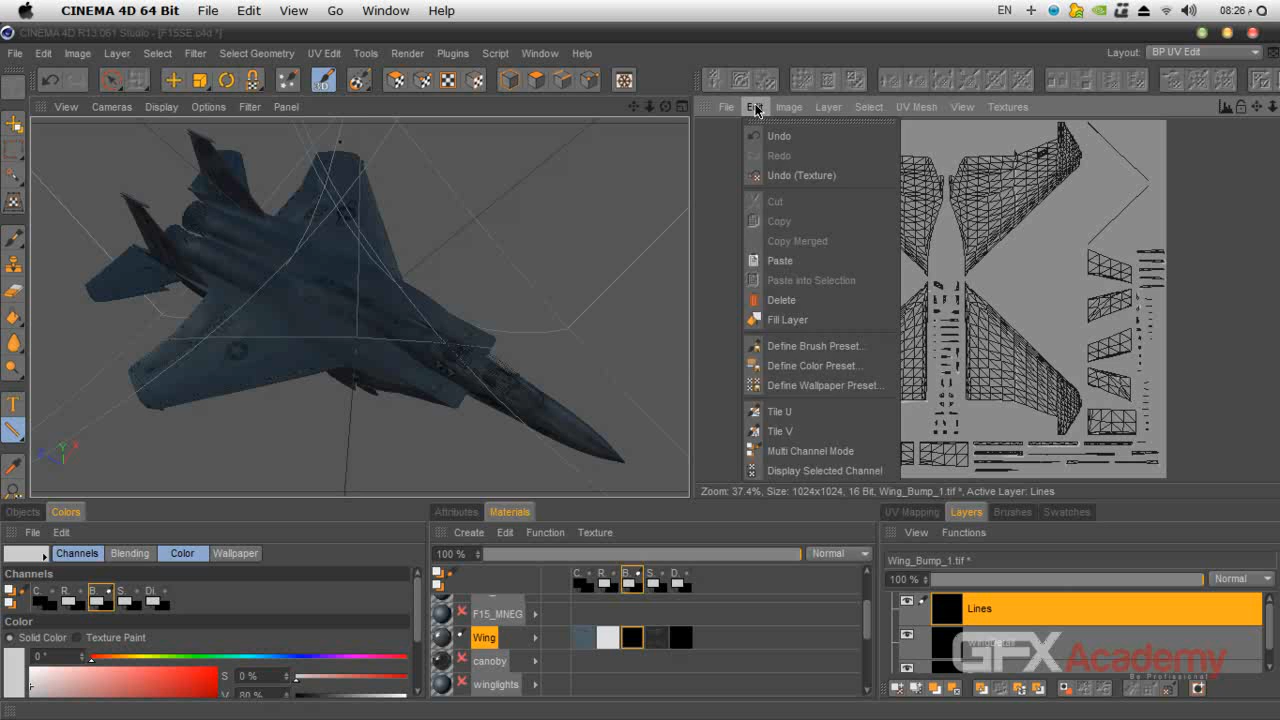 CINEMA 4D 64 Bit File Edit View Go Window Help EN 08:26 م
CINEMA 4D R13.061 Studio - [F15SE.c4d *]
File Edit Image Layer Select Filter Select Geometry UV Edit Tools Render Plugins Script Window Help Layout: BP UV Edit
View Cameras Display Options Filter Panel
File Edit Image Layer Select UV Mesh View Textures
Undo
Redo
Undo (Texture)
Cut
Copy
Copy Merged
Paste
Paste into Selection
Delete
Fill Layer
Define Brush Preset...
Define Color Preset...
Define Wallpaper Preset...
Tile U
Tile V
Multi Channel Mode
Display Selected Channel
Zoom: 37.4%, Size: 1024x1024, 16 Bit, Wing_Bump_1.tif *, Active Layer: Lines
Objects Colors
File Edit
Channels Blending Color Wallpaper
Channels
C. R. B. S. Di.
Color
Solid Color Texture Paint
0 ° S 0 %
V 80 %
Attributes Materials
Create Edit Function Texture
100 % Normal
C. R. B. S. D.
F15_MNEG
Wing
canoby
winglights
UV Mapping Layers Brushes Swatches
View Functions
Wing_Bump_1.tif *
100 % Normal
Lines
GFX Academy
Be Professional